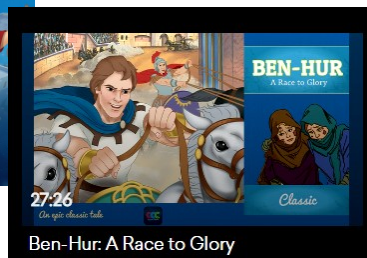 BEN-HUR
A Race to Glory
Classic
27:26
An epic classic tale
Ben-Hur: A Race to Glory